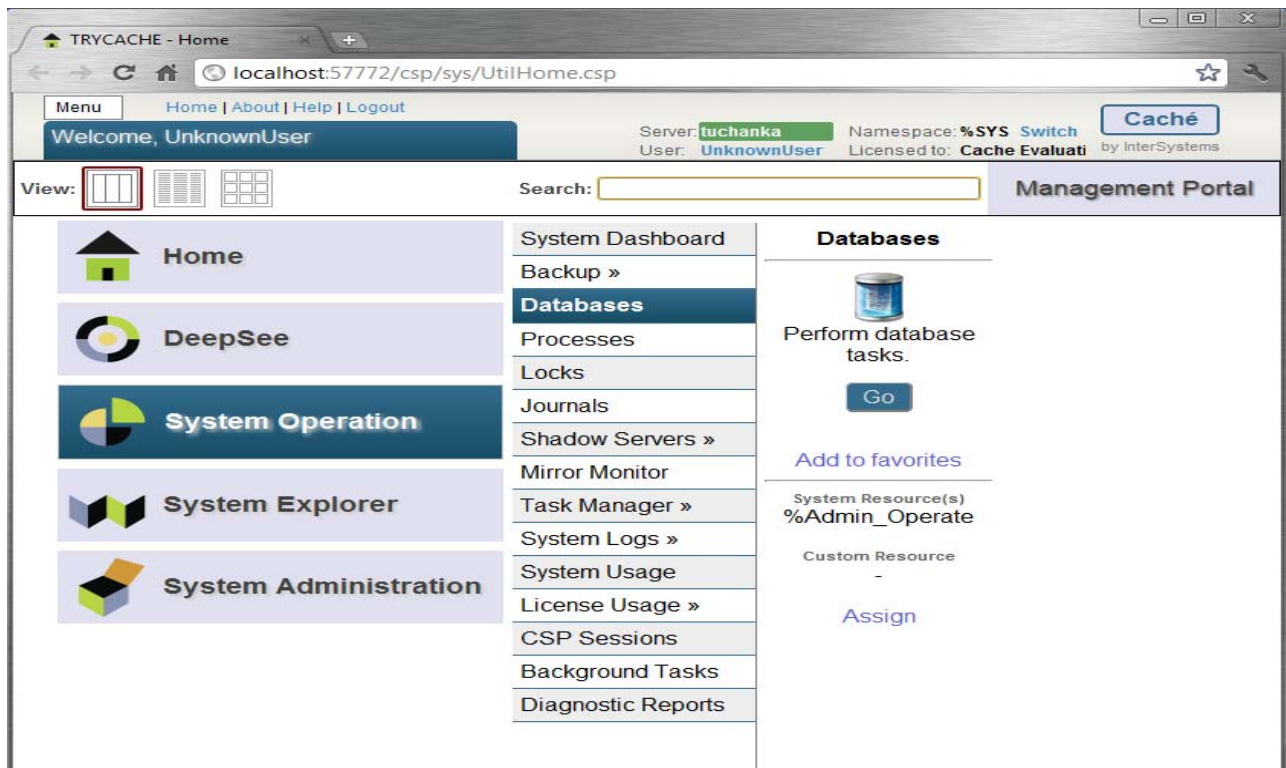 TRYCACHE - Home
localhost:57772/csp/sys/UtilHome.csp
Menu Home | About | Help | Logout
Welcome, UnknownUser
Server: tuchanka Namespace: %SYS Switch
User: UnknownUser Licensed to: Cache Evaluati
Caché
by InterSystems
View: Search: Management Portal
Home
DeepSee
System Operation
System Explorer
System Administration
System Dashboard
Backup »
Databases
Processes
Locks
Journals
Shadow Servers »
Mirror Monitor
Task Manager »
System Logs »
System Usage
License Usage »
CSP Sessions
Background Tasks
Diagnostic Reports
Databases
Perform database
tasks.
Go
Add to favorites
System Resource(s)
%Admin_Operate
Custom Resource
-
Assign